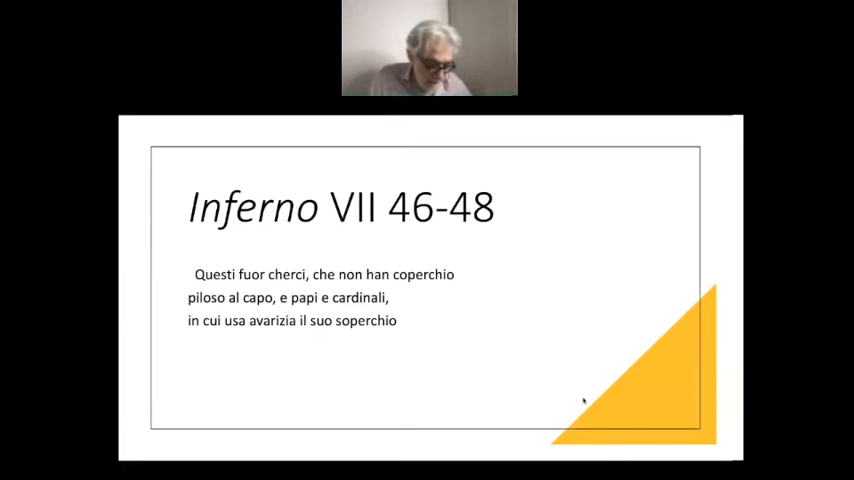 Inferno VII 46-48
Questi fuor cherci, che non han coperchio
piloso al capo, e papi e cardinali,
in cui usa avarizia il suo soperchio